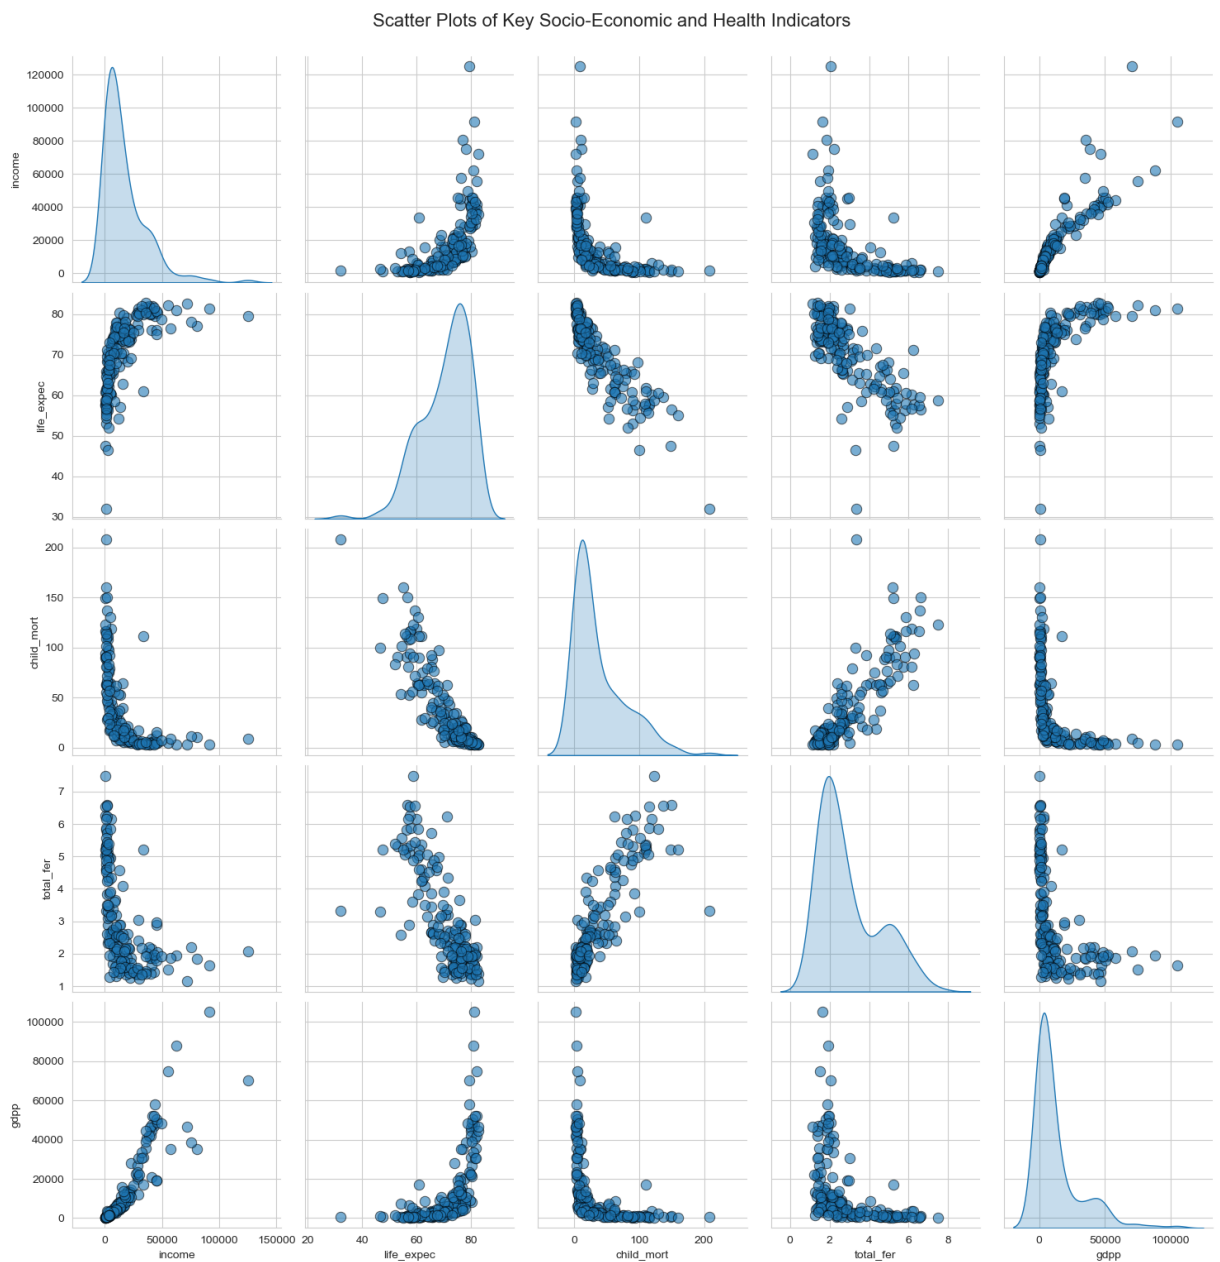 Scatter Plots of Key Socio-Economic and Health Indicators
income
120000
100000
80000
60000
40000
20000
0
life_expec
80
70
60
50
40
30
child_mort
200
150
100
50
0
total_fer
7
6
5
4
3
2
1
gdpp
100000
80000
60000
40000
20000
0
0 50000 100000 150000
20 40 60 80
0 100 200
0 2 4 6 8
0 50000 100000
income
life_expec
child_mort
total_fer
gdpp